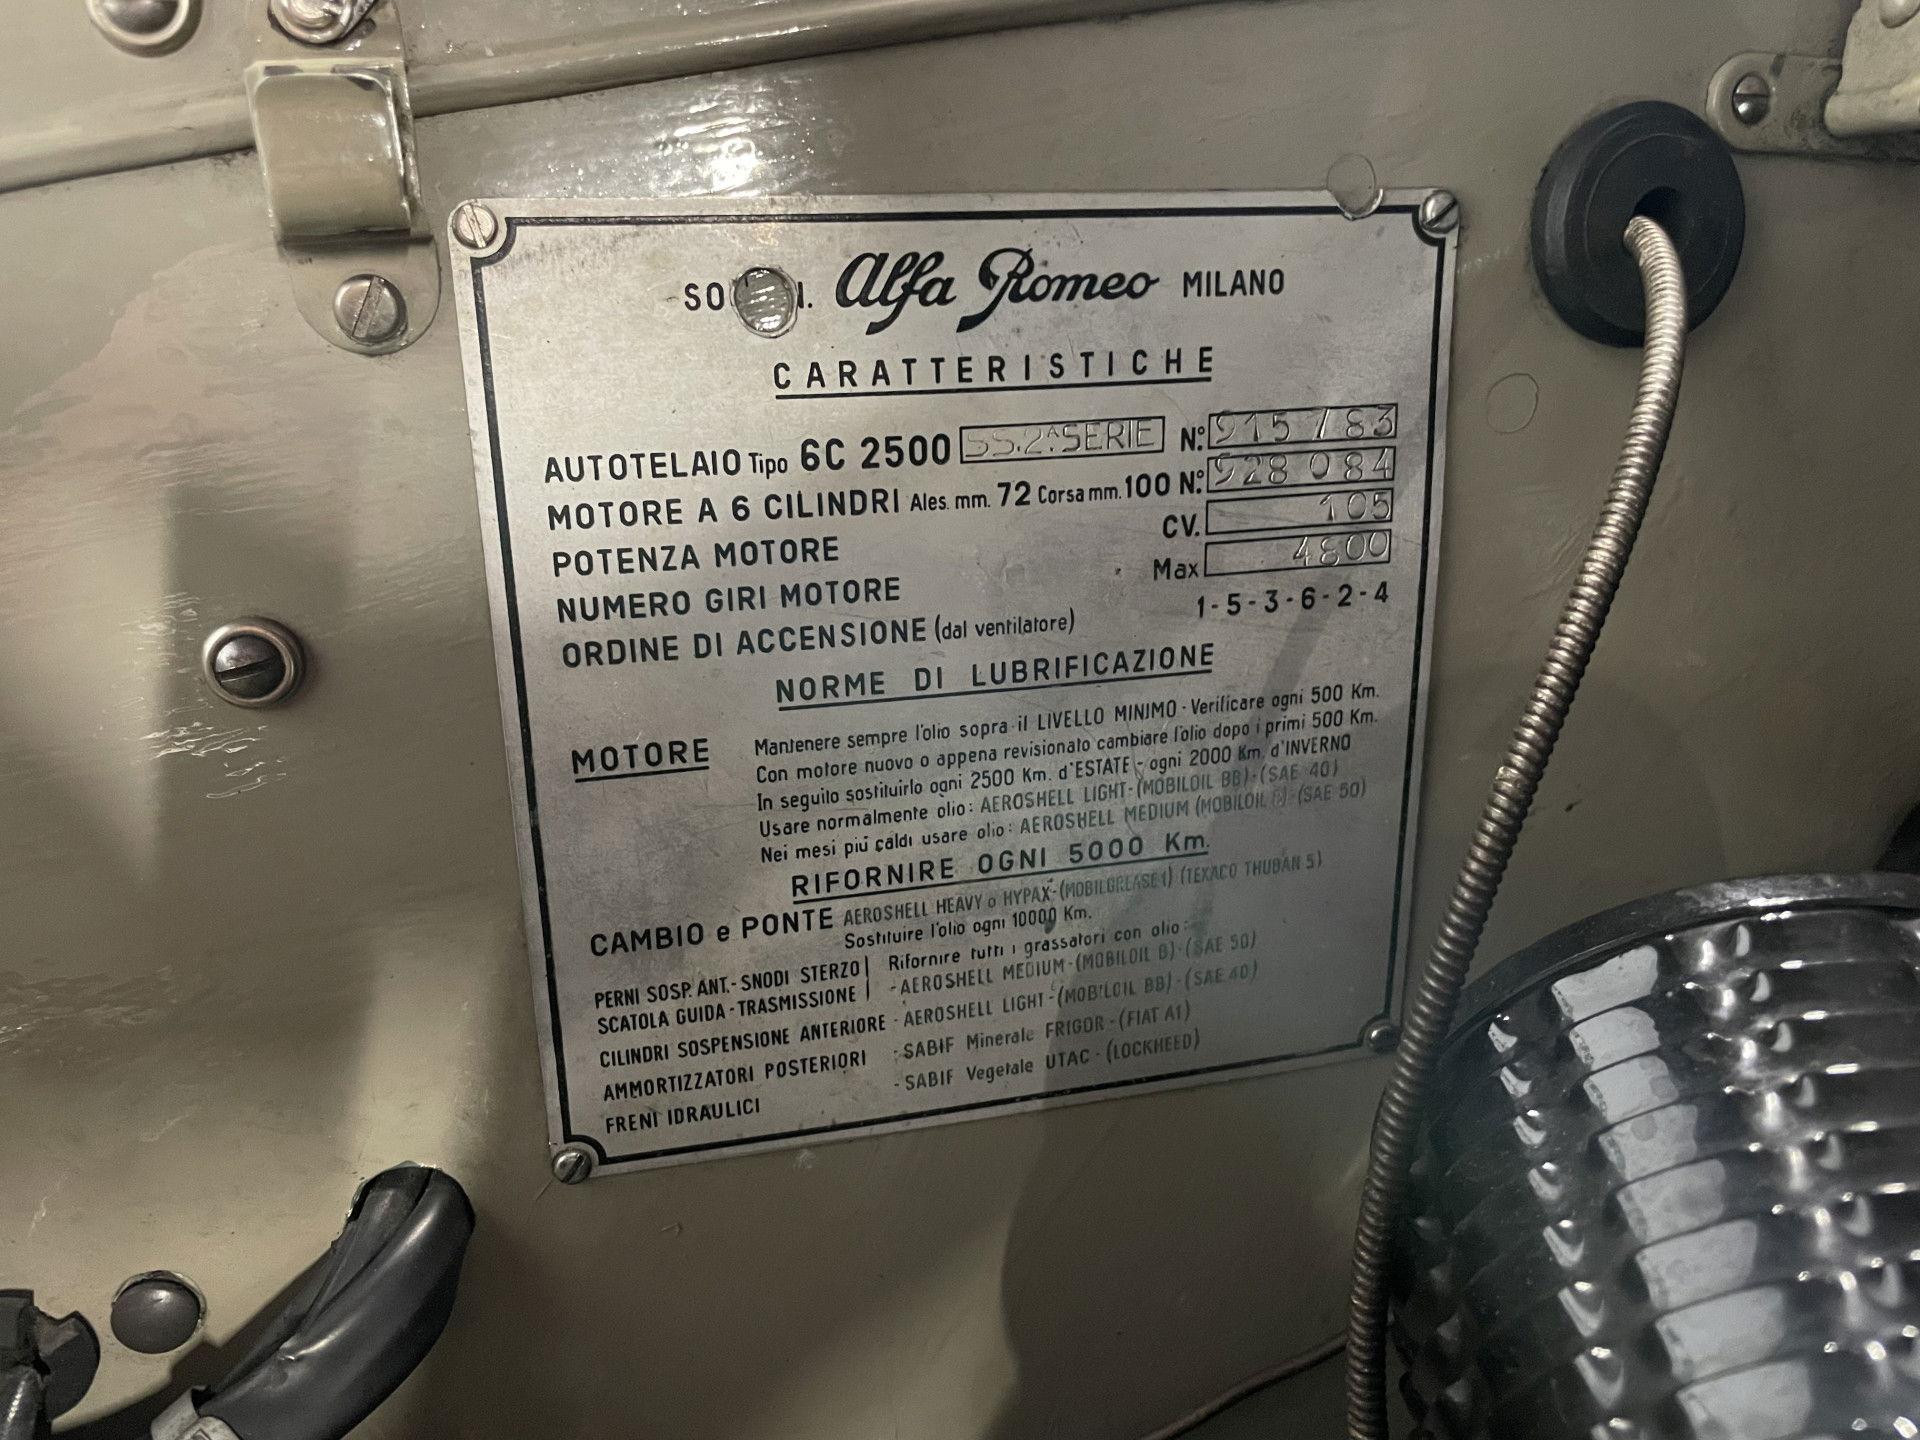 Alfa Romeo MILANO
CARATTERISTICHE
AUTOTELAIO Tipo 6C 2500 SS.2ᴬSERIE N.º 915783
MOTORE A 6 CILINDRI Ales. mm. 72 Corsa mm. 100 N.º 928084
POTENZA MOTORE CV. 105
NUMERO GIRI MOTORE Max 4800
ORDINE DI ACCENSIONE (dal ventilatore) 1-5-3-6-2-4
NORME DI LUBRIFICAZIONE
MOTORE
Mantenere sempre l'olio sopra il LIVELLO MINIMO - Verificare ogni 500 Km.
Con motore nuovo o appena revisionato cambiare l'olio dopo i primi 500 Km.
In seguito sostituirlo ogni 2500 Km. d'ESTATE - ogni 2000 Km. d'INVERNO
Usare normalmente olio: AEROSHELL LIGHT-(MOBILOIL BB)-(SAE 40)
Nei mesi più caldi usare olio: AEROSHELL MEDIUM (MOBILOIL B)-(SAE 50)
RIFORNIRE OGNI 5000 Km.
CAMBIO e PONTE AEROSHELL HEAVY o HYPAX-(MOBILGREASE 1) (TEXACO THUBAN 5)
Sostituire l'olio ogni 10000 Km.
PERNI SOSP. ANT.-SNODI STERZO | Rifornire tutti i grassatori con olio:
SCATOLA GUIDA-TRASMISSIONE | -AEROSHELL MEDIUM-(MOBILOIL B)-(SAE 50)
CILINDRI SOSPENSIONE ANTERIORE - AEROSHELL LIGHT-(MOBILOIL BB)-(SAE 40)
AMMORTIZZATORI POSTERIORI -SABIF Minerale FRIGOR-(FIAT A1)
FRENI IDRAULICI -SABIF Vegetale UTAC-(LOCKHEED)